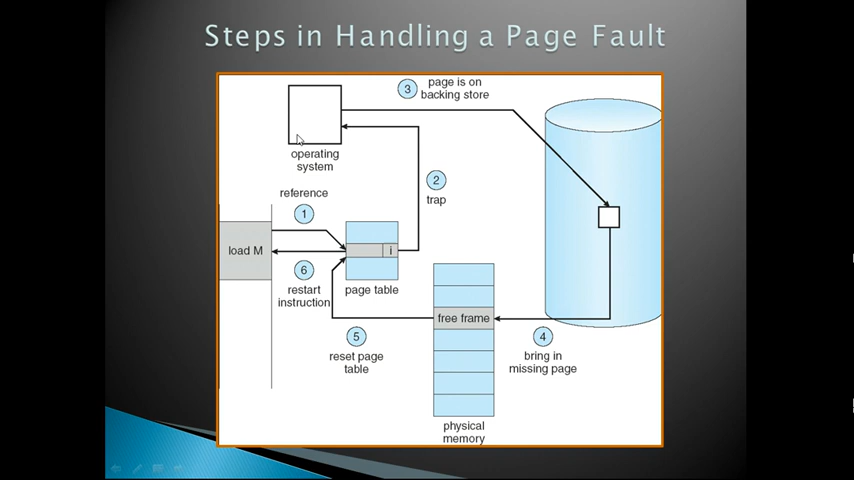 Steps in Handling a Page Fault
3
page is on
backing store
operating
system
2
trap
reference
1
load M
i
6
restart
instruction
page table
free frame
5
reset page
table
4
bring in
missing page
physical
memory